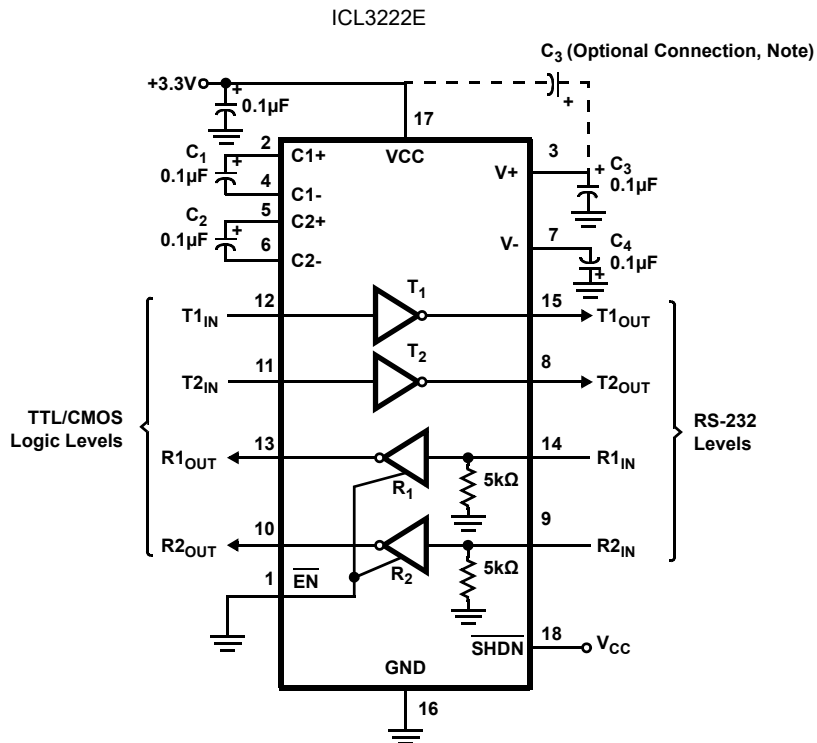 ICL3222E
C3 (Optional Connection, Note)
+3.3V
+
0.1µF
+
17
2
C1
0.1µF
+
C1+
VCC
3
V+
+
C3
0.1µF
4
C1-
5
C2
0.1µF
+
C2+
6
C2-
7
V-
C4
0.1µF
+
T1IN
12
T1
15
T1OUT
T2IN
11
T2
8
T2OUT
TTL/CMOS
Logic Levels
RS-232
Levels
R1OUT
13
R1
5kΩ
14
R1IN
R2OUT
10
R2
5kΩ
9
R2IN
1
E̅N̅
S̅H̅D̅N̅
18
VCC
GND
16